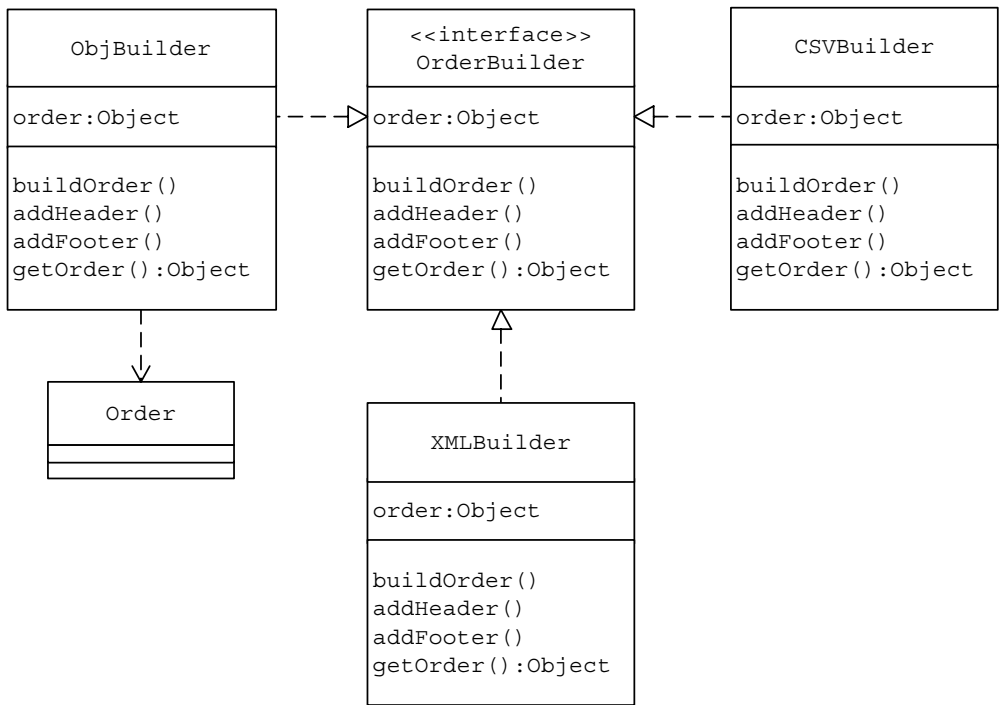 ObjBuilder
order:Object
buildOrder()
addHeader()
addFooter()
getOrder():Object
<<interface>>
OrderBuilder
order:Object
buildOrder()
addHeader()
addFooter()
getOrder():Object
CSVBuilder
order:Object
buildOrder()
addHeader()
addFooter()
getOrder():Object
Order
XMLBuilder
order:Object
buildOrder()
addHeader()
addFooter()
getOrder():Object